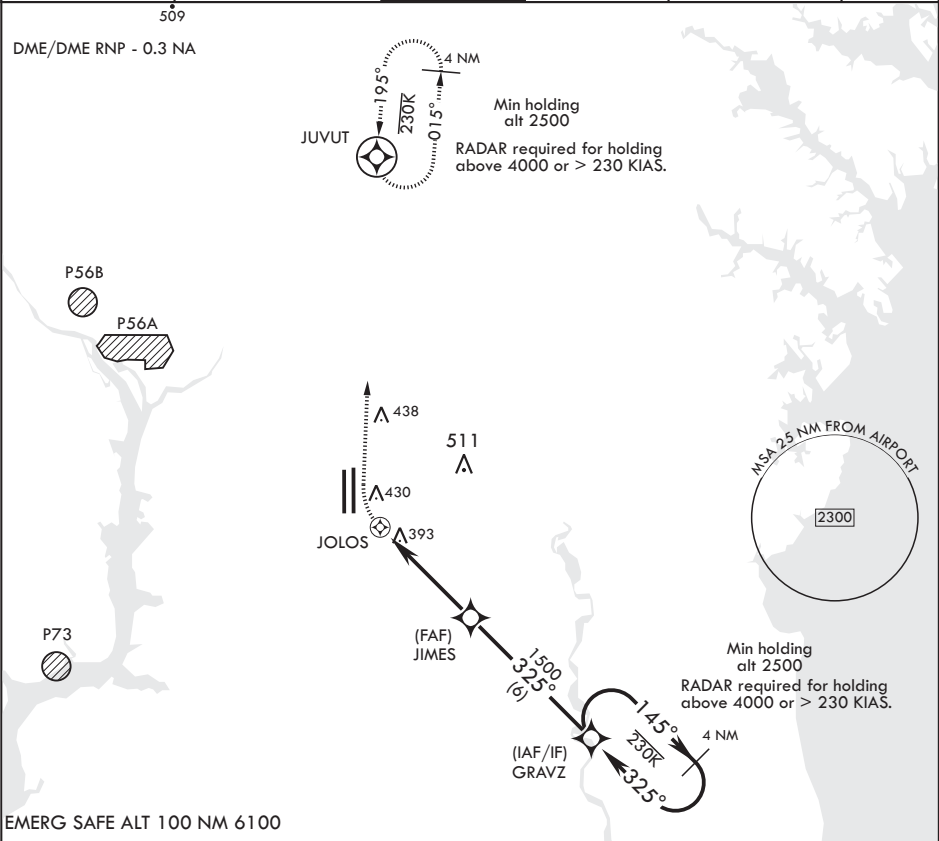 509
DME/DME RNP - 0.3 NA
4 NM
195°
230K
015°
Min holding
alt 2500
JUVUT
RADAR required for holding
above 4000 or > 230 KIAS.
P56B
P56A
438
511
MSA 25 NM FROM AIRPORT
430
2300
393
JOLOS
(FAF)
JIMES
P73
1500
325°
(6)
Min holding
alt 2500
RADAR required for holding
above 4000 or > 230 KIAS.
145°
230K
4 NM
(IAF/IF)
GRAVZ
325°
EMERG SAFE ALT 100 NM 6100